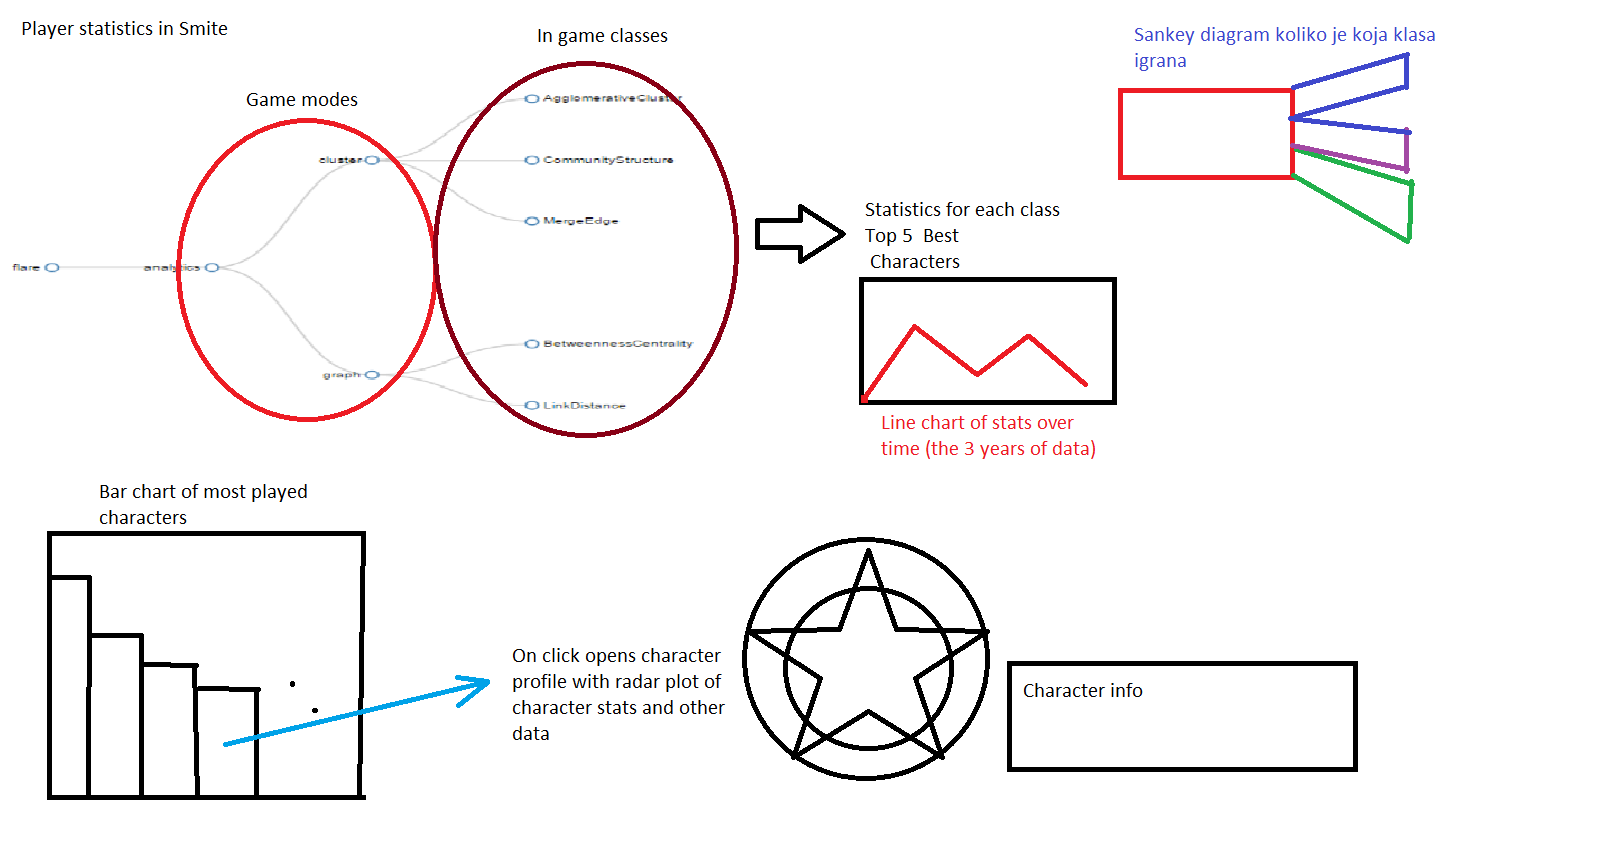 Player statistics in Smite
In game classes
Game modes
AgglomerativeCluster
cluster
CommunityStructure
MergeEdge
flare
analytics
BetweennessCentrality
graph
LinkDistance
Sankey diagram koliko je koja klasa
igrana
Statistics for each class
Top 5 Best
Characters
Line chart of stats over
time (the 3 years of data)
Bar chart of most played
characters
On click opens character
profile with radar plot of
character stats and other
data
Character info